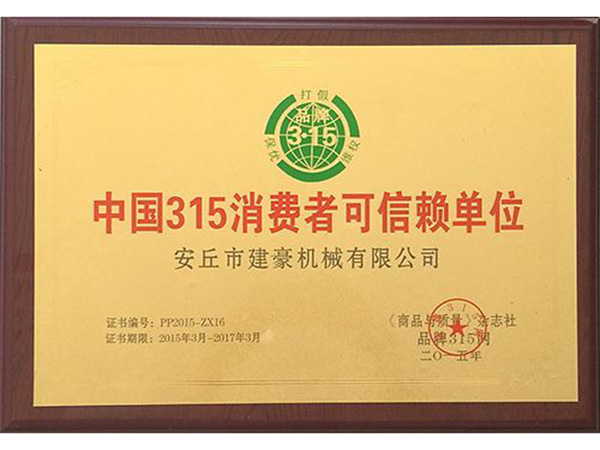 打假
品牌
3·15
保优
维权
中国315消费者可信赖单位
安丘市建豪机械有限公司
证书编号：PP2015-ZX16
证书期限：2015年3月-2017年3月
《商品与质量》杂志社
品牌315网
二〇一五年